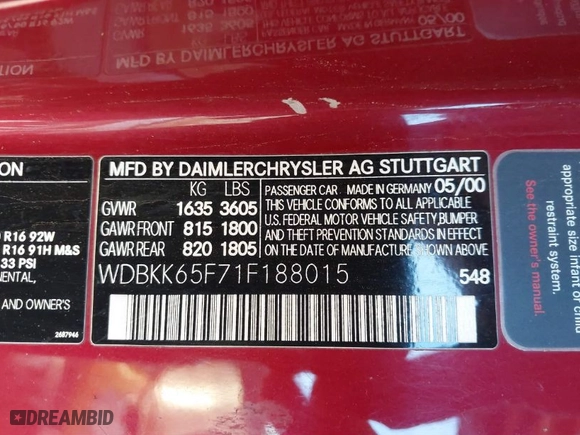 MFD BY DAIMLERCHRYSLER AG STUTTGART
KG LBS
GVWR 1635 3605
GAWR FRONT 815 1800
GAWR REAR 820 1805
PASSENGER CAR MADE IN GERMANY 05/00
THIS VEHICLE CONFORMS TO ALL APPLICABLE
U.S. FEDERAL MOTOR VEHICLE SAFETY, BUMPER
AND THEFT PREVENTION STANDARDS IN EFFECT
ON THE DATE OF MANUFACTURE SHOWN ABOVE.
WDBKK65F71F188015
548
ION
R16 92W
R16 91H M&S
33 PSI
NENTAL,
AND OWNER'S
2687946
appropriate size infant or child
restraint system.
See the owner's manual.
DREAMBID